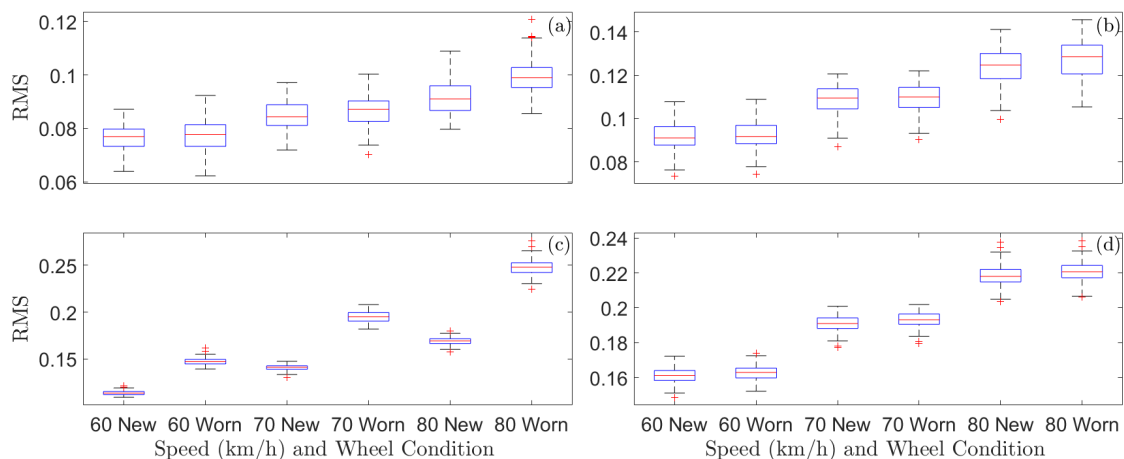 0.12
0.1
0.08
0.06
RMS
(a)
0.14
0.12
0.1
0.08
(b)
0.25
0.2
0.15
RMS
(c)
60 New 60 Worn 70 New 70 Worn 80 New 80 Worn
Speed (km/h) and Wheel Condition
0.24
0.22
0.2
0.18
0.16
(d)
60 New 60 Worn 70 New 70 Worn 80 New 80 Worn
Speed (km/h) and Wheel Condition